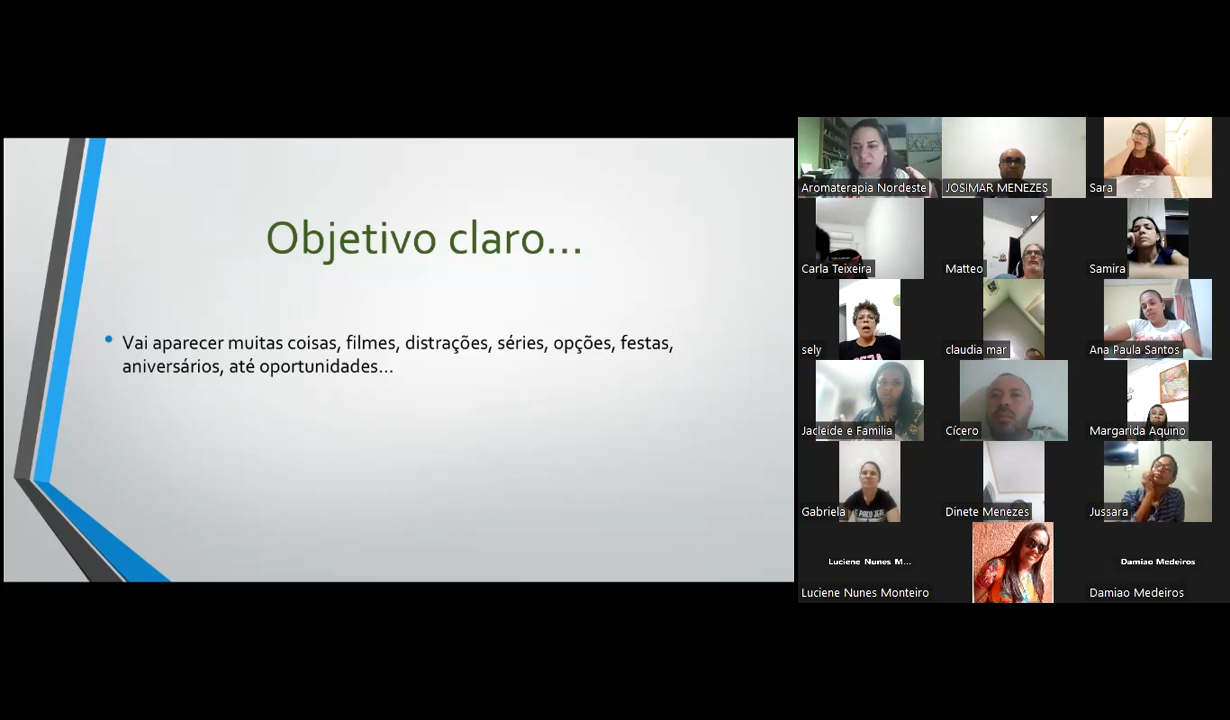 Objetivo claro...
Vai aparecer muitas coisas, filmes, distrações, séries, opções, festas,
aniversários, até oportunidades...
Aromaterapia Nordeste
JOSIMAR MENEZES
Sara
Carla Teixeira
Matteo
Samira
sely
claudia mar
Ana Paula Santos
Jacleide e Familia
Cícero
Margarida Aquino
Gabriela
Dinete Menezes
Jussara
Luciene Nunes M...
Damiao Medeiros
Luciene Nunes Monteiro
Damiao Medeiros